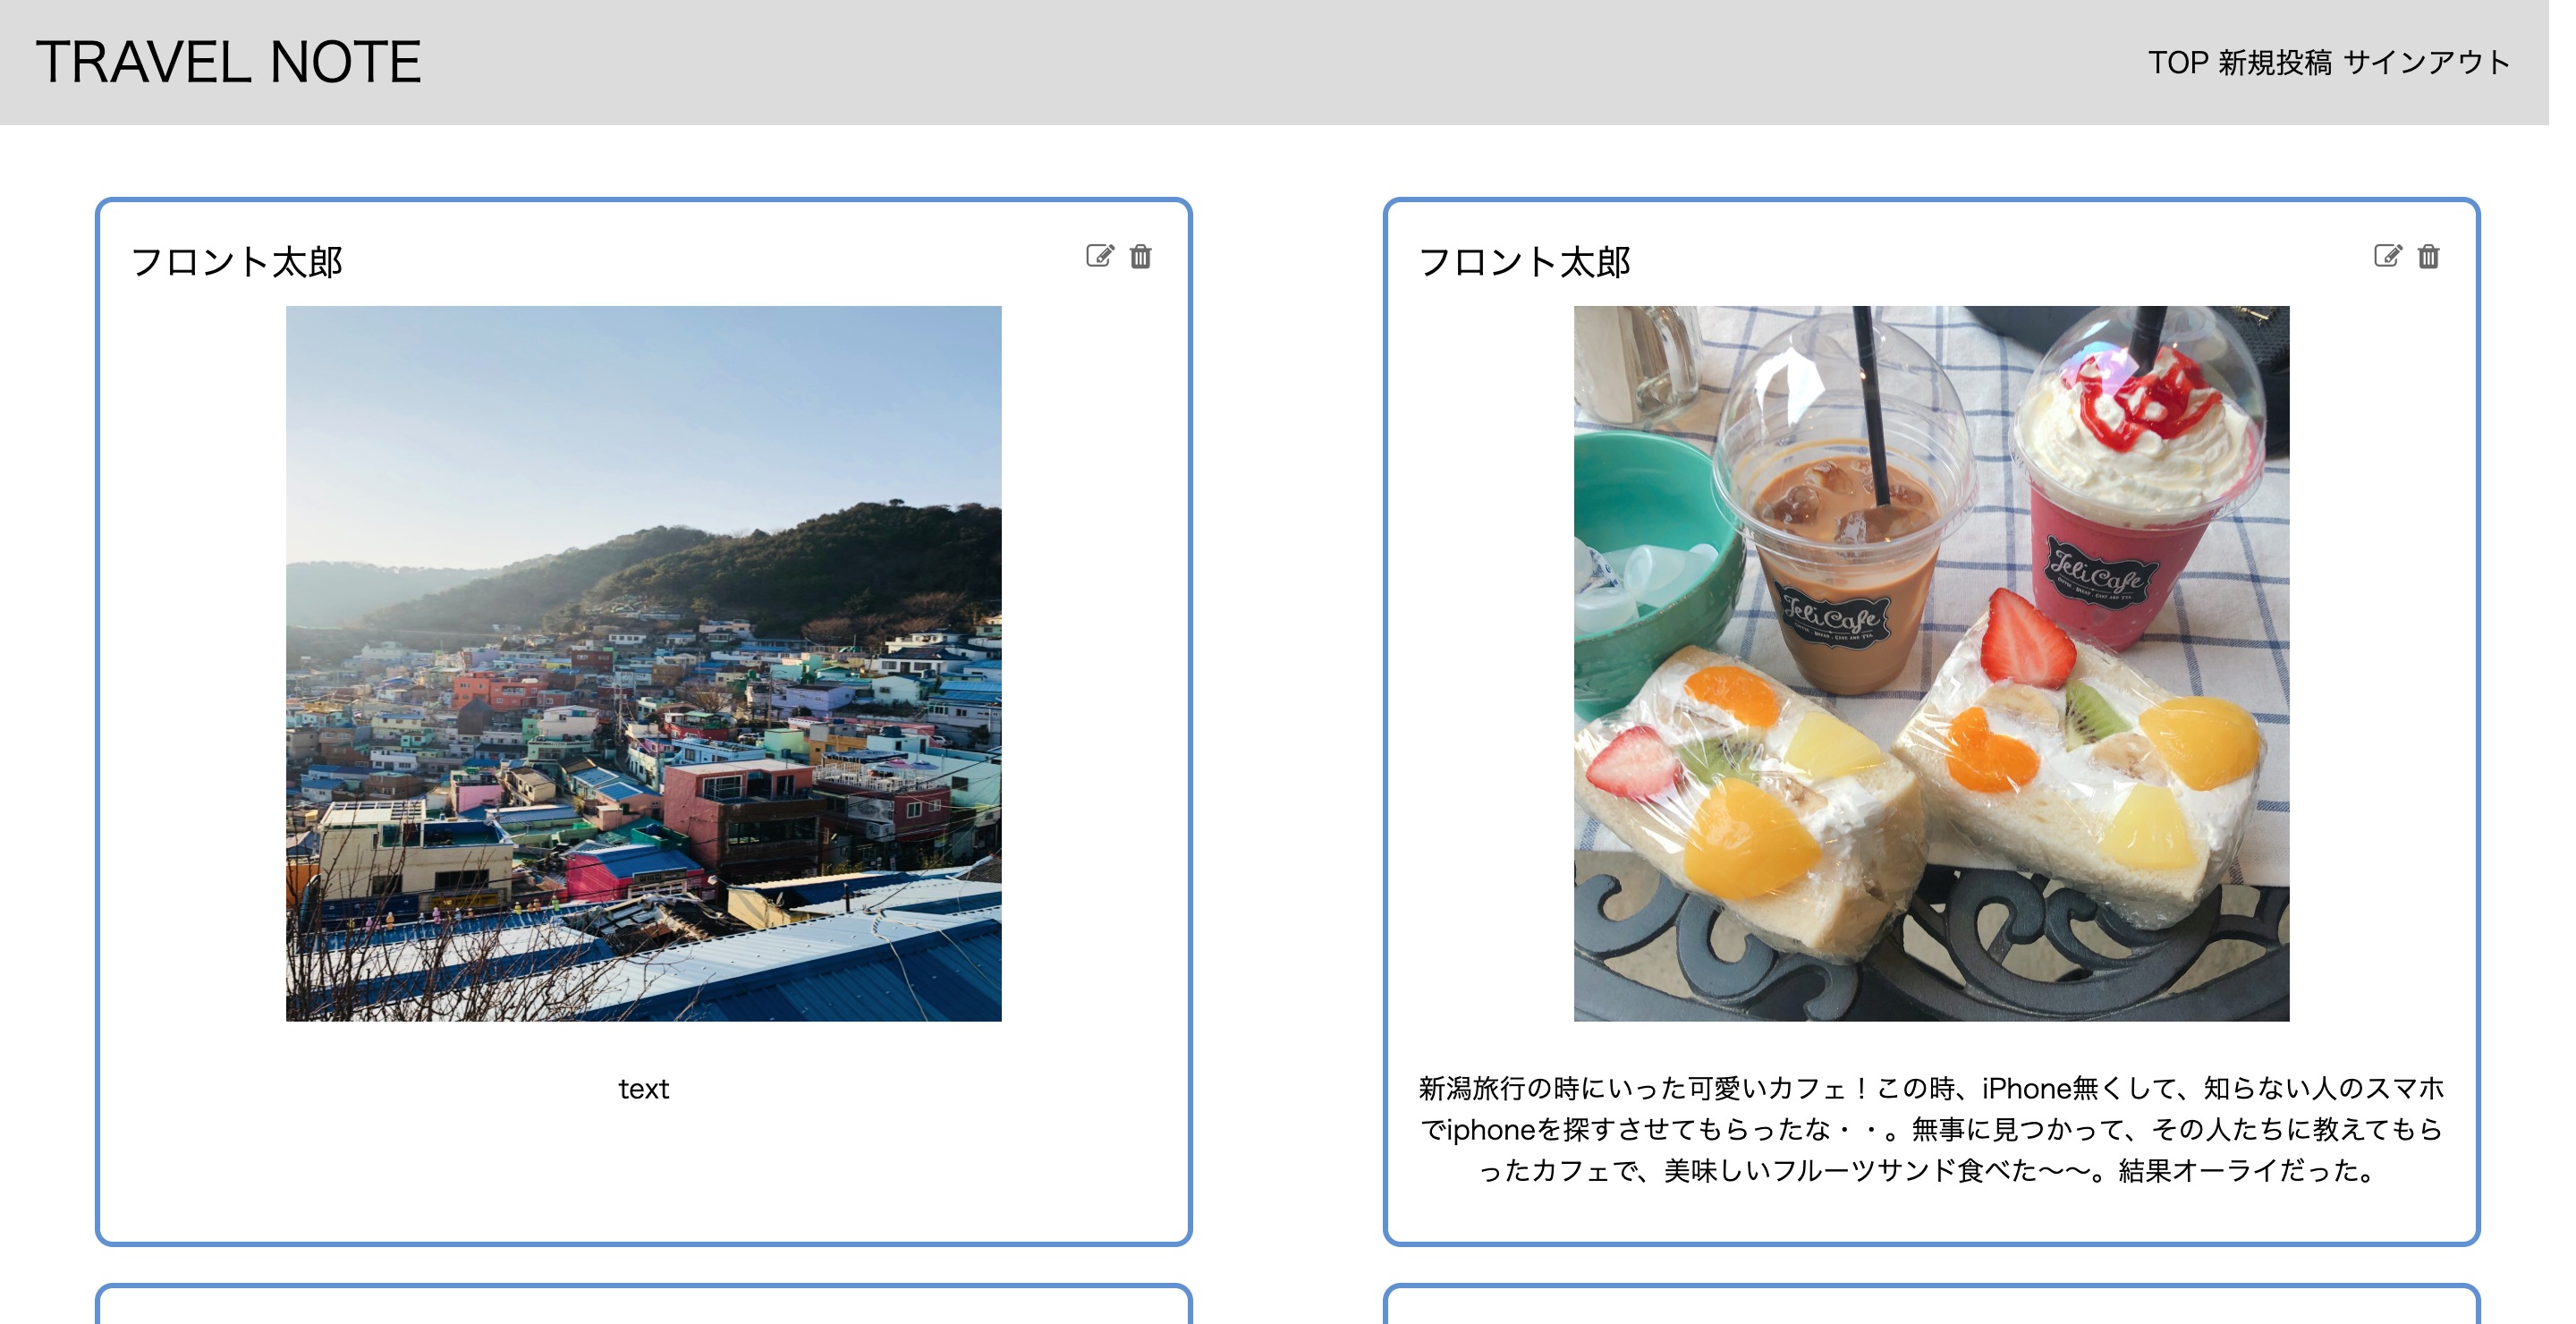 TRAVEL NOTE
TOP 新規投稿 サインアウト
フロント太郎
text
フロント太郎
Jeli Cafe
Jeli Cafe
新潟旅行の時にいった可愛いカフェ！この時、iPhone無くして、知らない人のスマホ
でiphoneを探すさせてもらったな・・。無事に見つかって、その人たちに教えてもら
ったカフェで、美味しいフルーツサンド食べた〜〜。結果オーライだった。